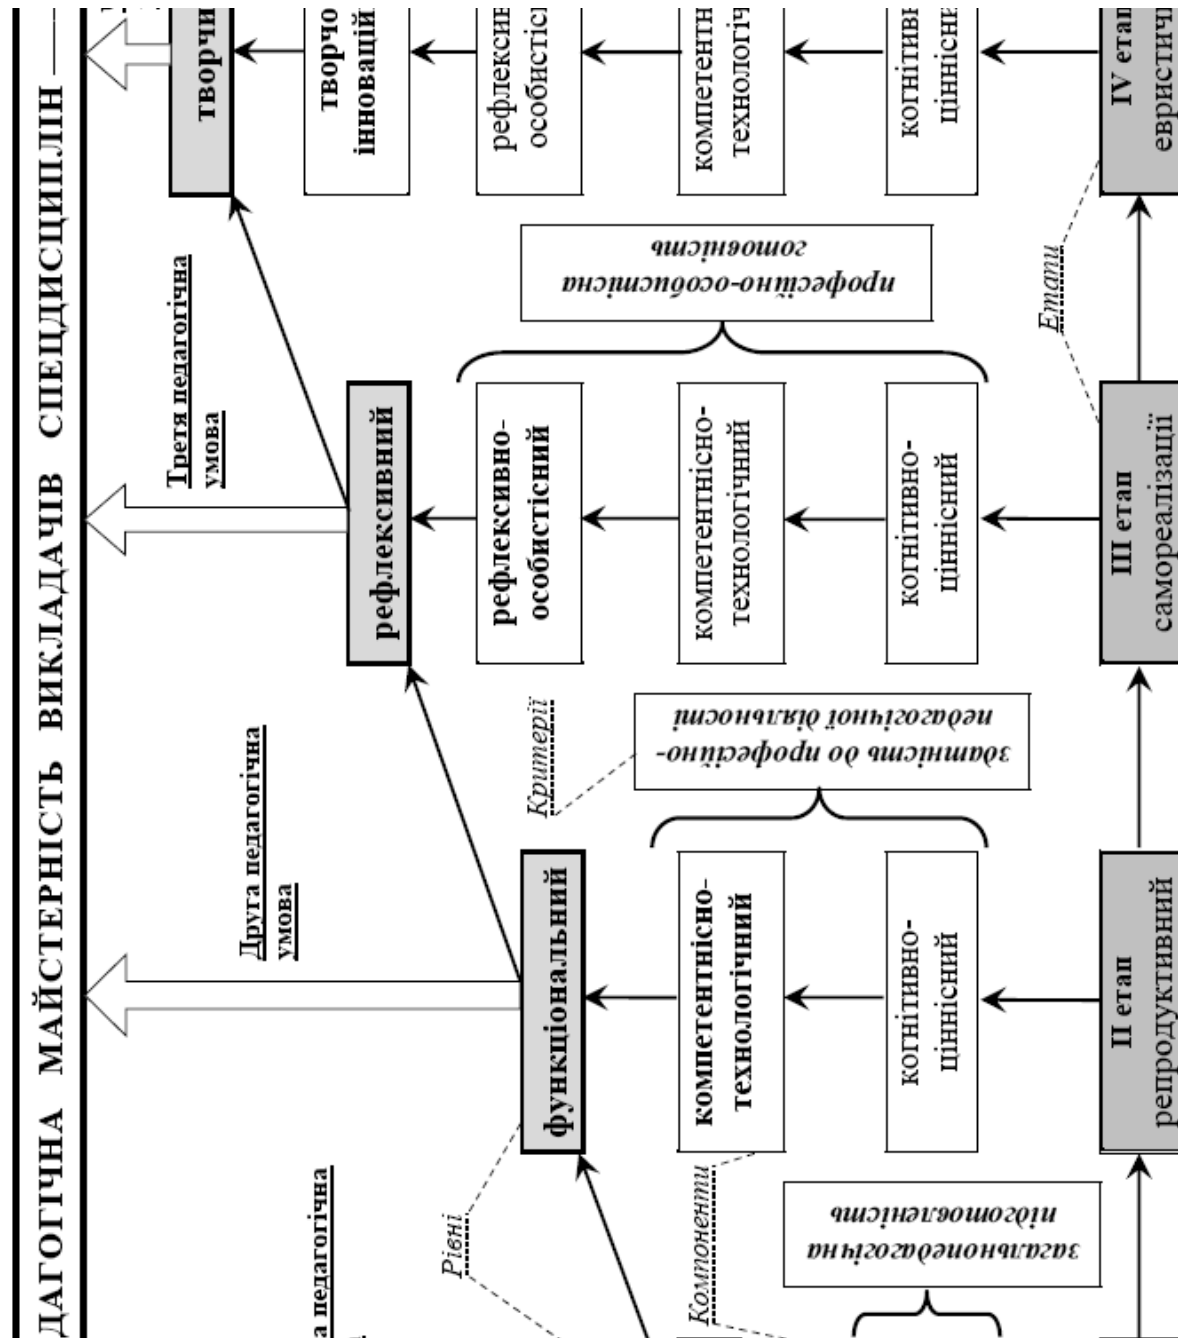 ДАГОГІЧНА МАЙСТЕРНІСТЬ ВИКЛАДАЧІВ СПЕЦДИСЦИПЛІН
а педагогічна
Друга педагогічна
умова
Третя педагогічна
умова
творчи
рефлексивний
функціональний
Рівні
творчо
інновацій
рефлексив
особистіс
компетентн
технологіч
когнітив
ціннісн
IV етап
евристичн
професійно-особистісна
готовність
Етапи
рефлексивно-
особистісний
компетентнісно-
технологічний
когнітивно-
ціннісний
III етап
самореалізації
Критерії
здатність до професійно-
педагогічної діяльності
компетентнісно-
технологічний
когнітивно-
ціннісний
II етап
репродуктивний
Компоненти
загальнопедагогічна
підготовленість